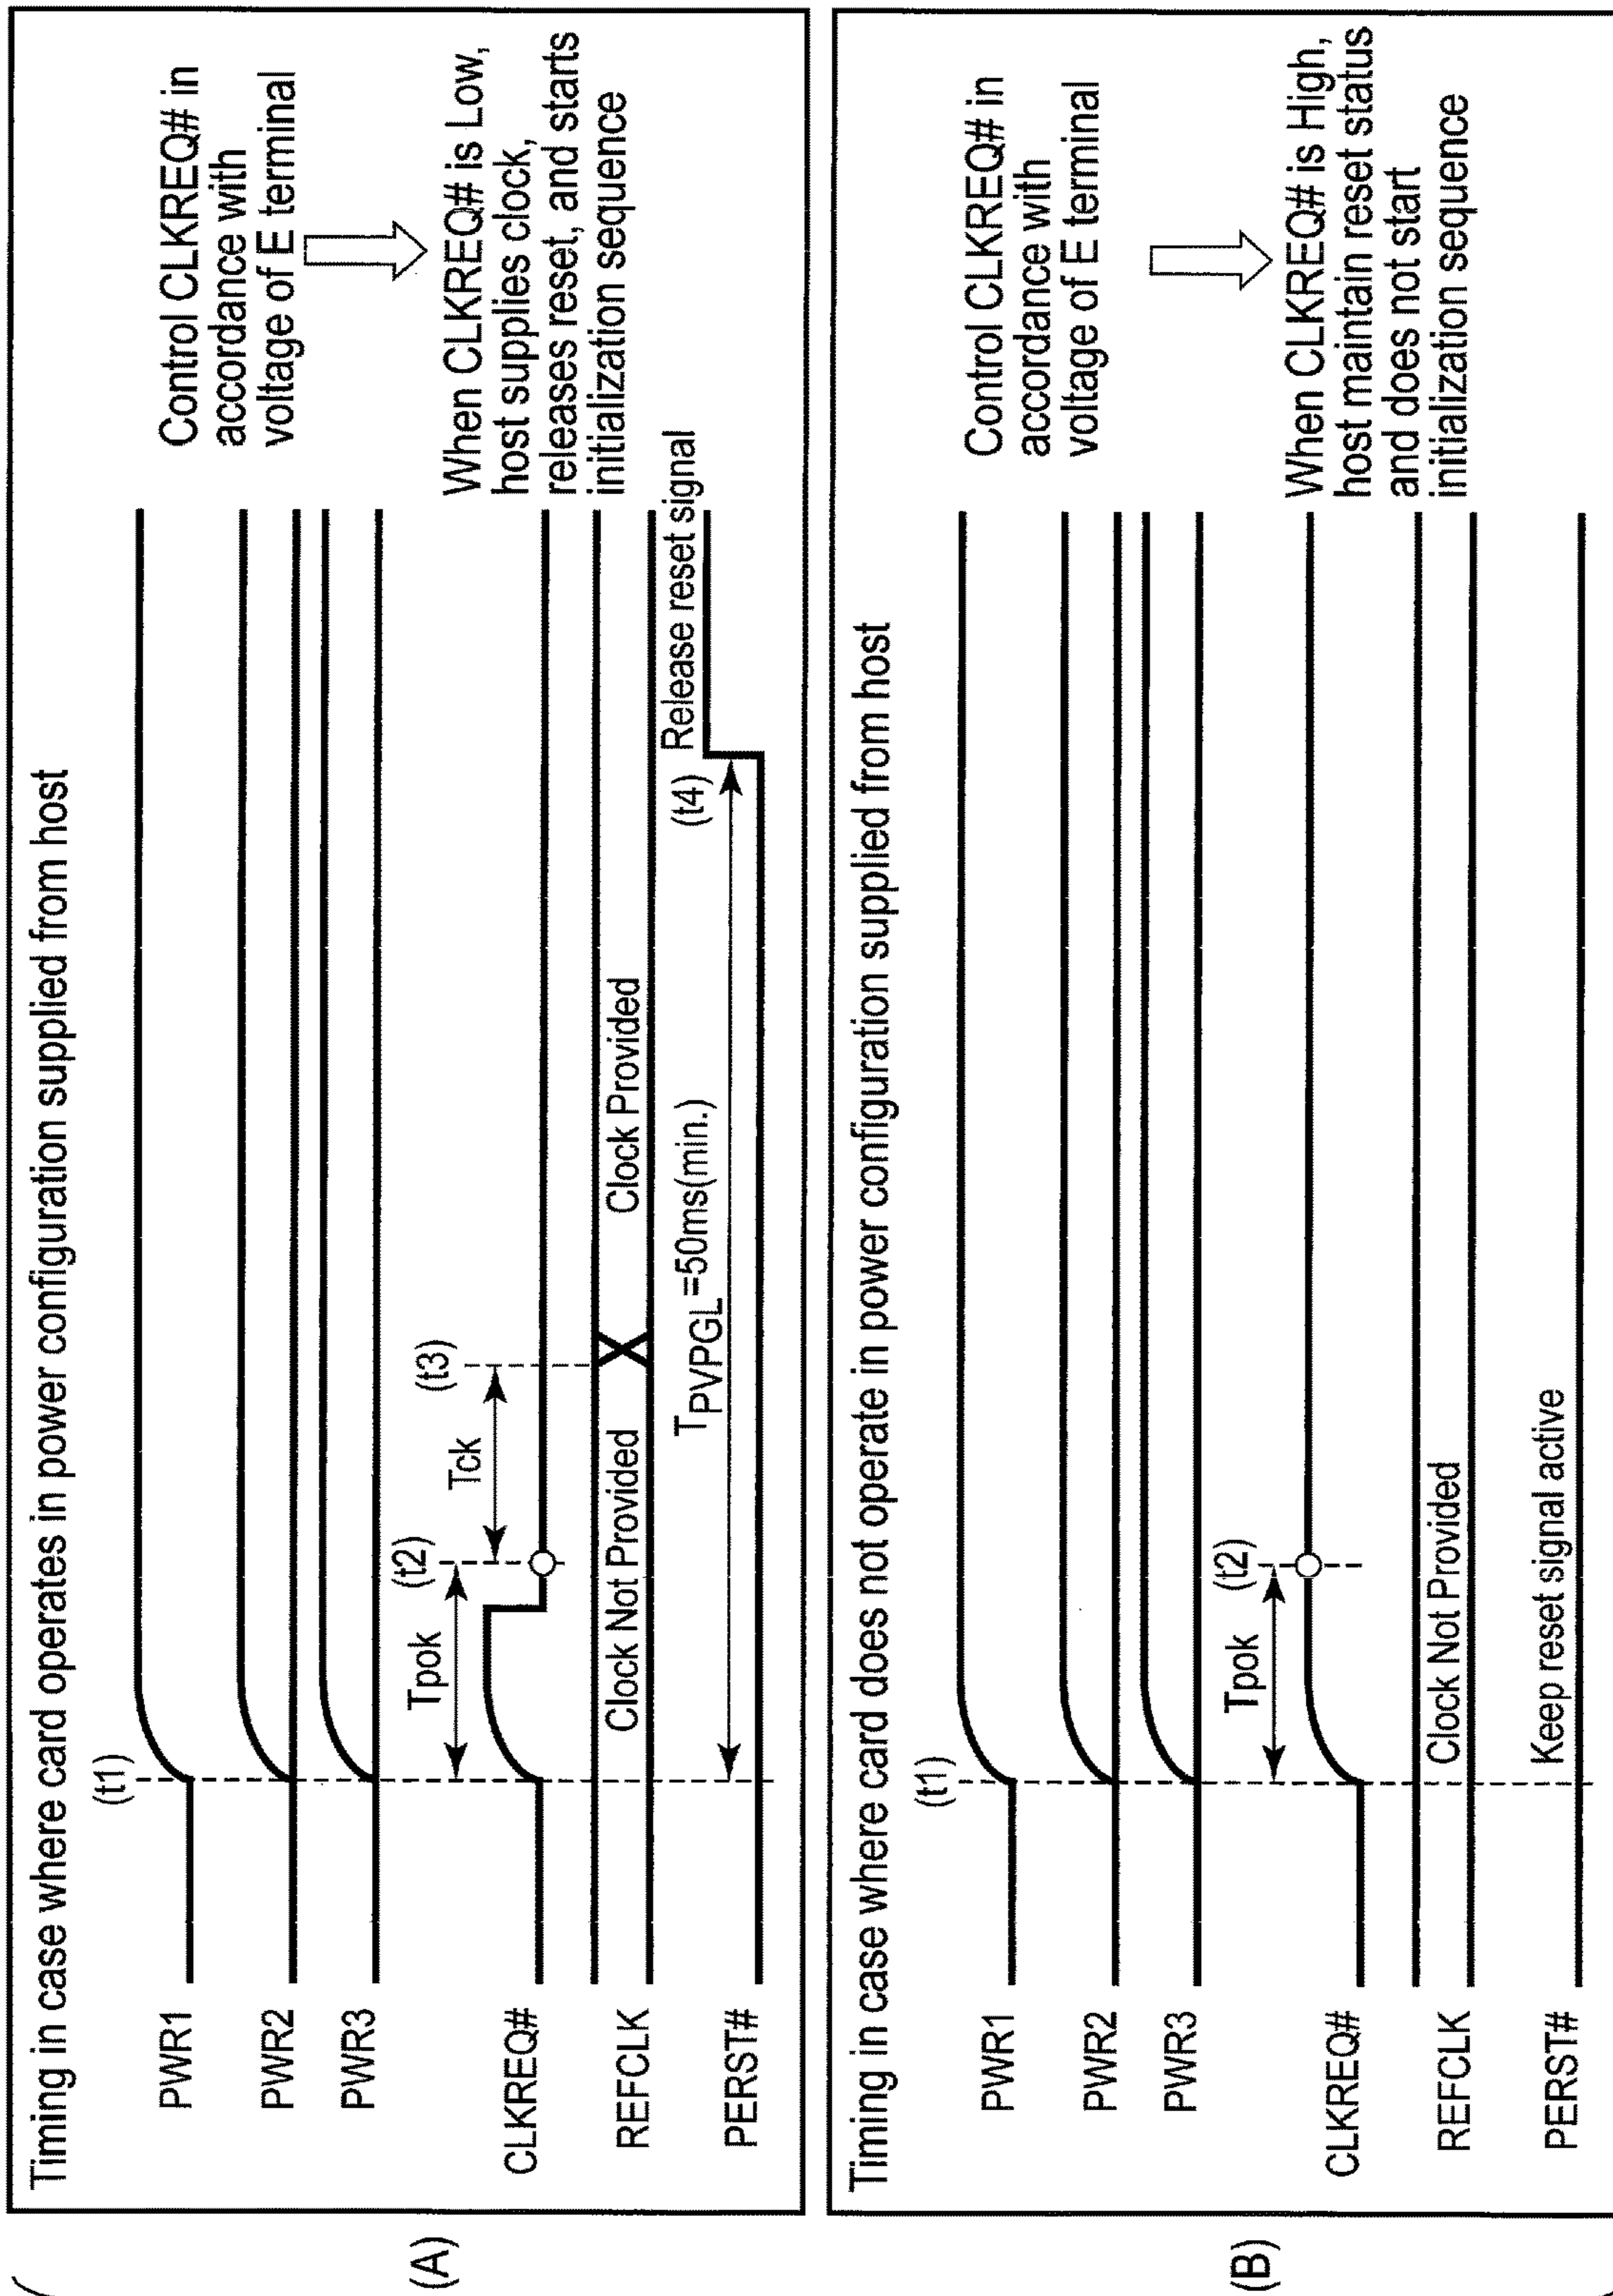 (A)
Timing in case where card operates in power configuration supplied from host
(t1)
PWR1
PWR2
PWR3
Control CLKREQ# in
accordance with
voltage of E terminal
Tpok
(t2)
Tck
(t3)
CLKREQ#
When CLKREQ# is Low,
host supplies clock,
releases reset, and starts
initialization sequence
REFCLK
Clock Not Provided
Clock Provided
TPVPGL=50ms(min.)
(t4)
Release reset signal
PERST#
(B)
Timing in case where card does not operate in power configuration supplied from host
(t1)
PWR1
PWR2
PWR3
Control CLKREQ# in
accordance with
voltage of E terminal
Tpok
(t2)
CLKREQ#
When CLKREQ# is High,
host maintain reset status
and does not start
initialization sequence
REFCLK
Clock Not Provided
PERST#
Keep reset signal active